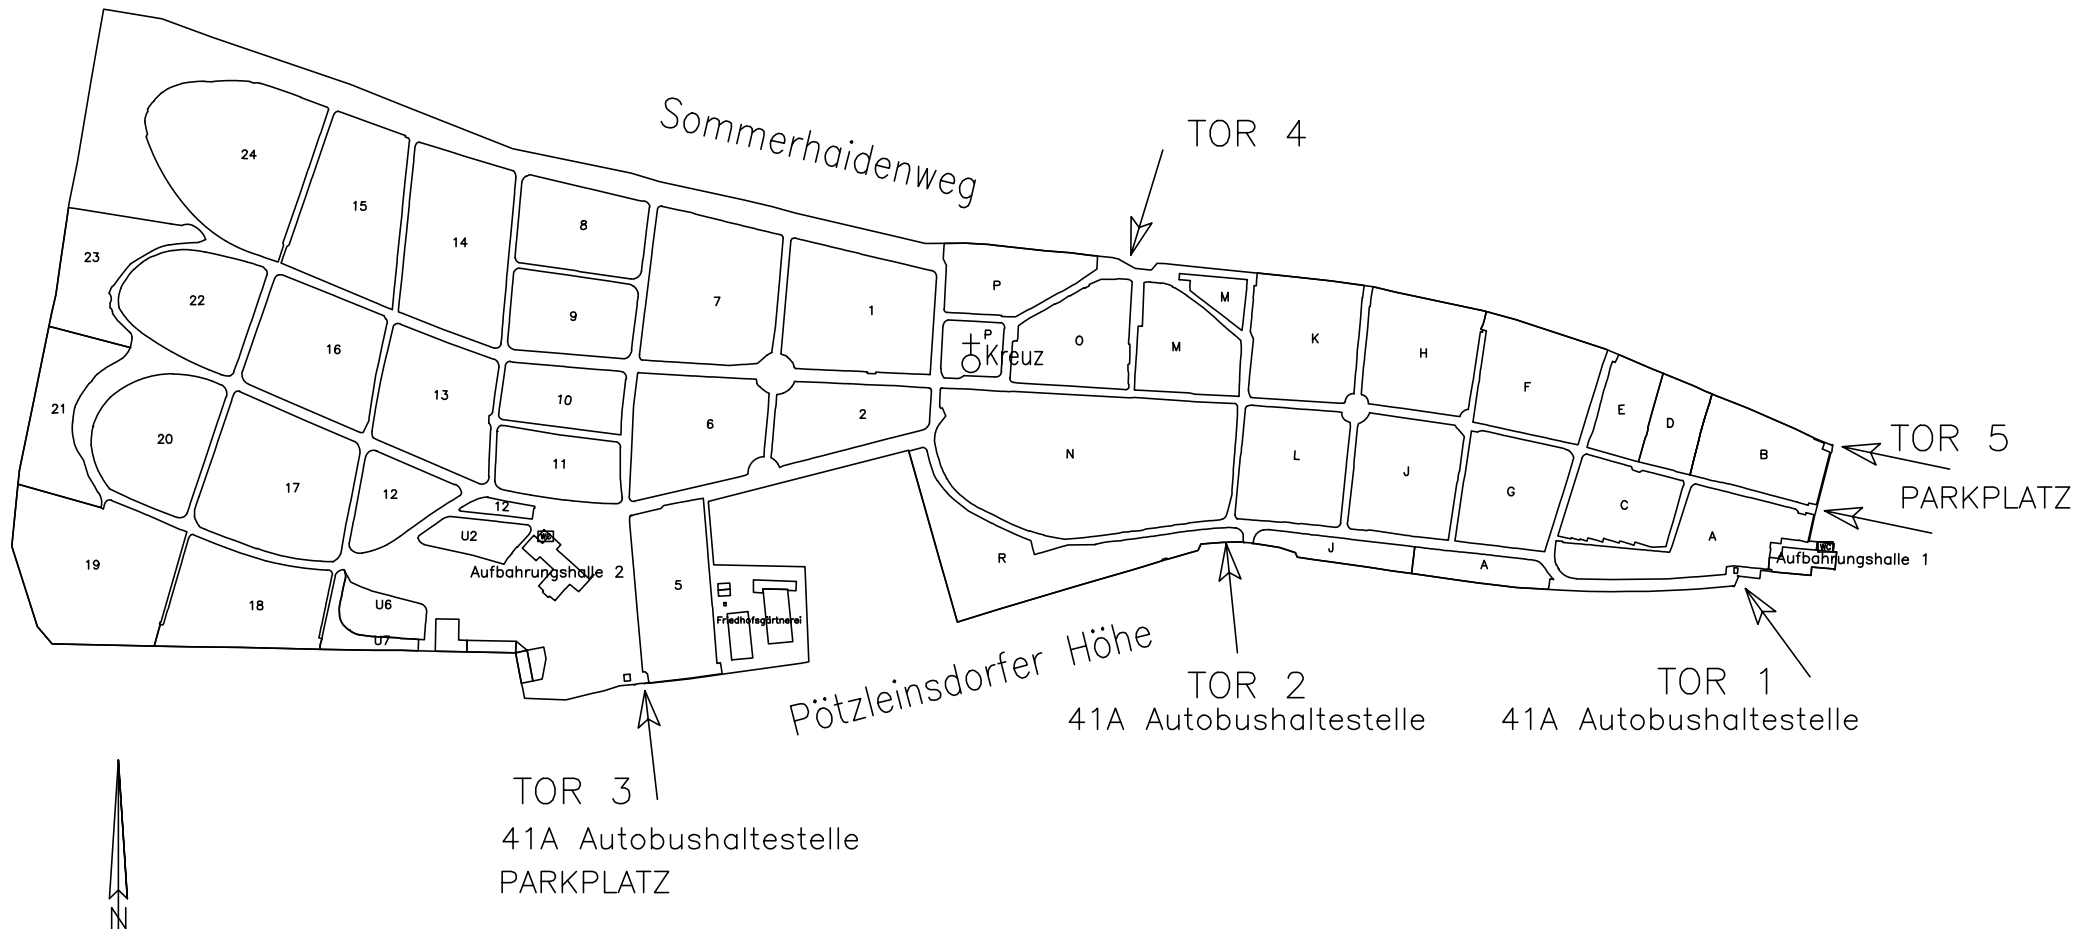 Sommerhaidenweg
TOR 4
24
15
14
8
23
22
9
7
1
P
M
P
Kreuz
O
M
K
H
F
16
13
10
6
2
21
20
11
17
12
12
N
L
J
G
E
D
B
C
A
TOR 5
PARKPLATZ
U2
WC
Aufbahrungshalle 2
19
18
U6
U7
5
Friedhofsgärtnerei
R
J
A
WC
Aufbahrungshalle 1
Pötzleinsdorfer Höhe
TOR 2
41A Autobushaltestelle
TOR 1
41A Autobushaltestelle
TOR 3
41A Autobushaltestelle
PARKPLATZ
N